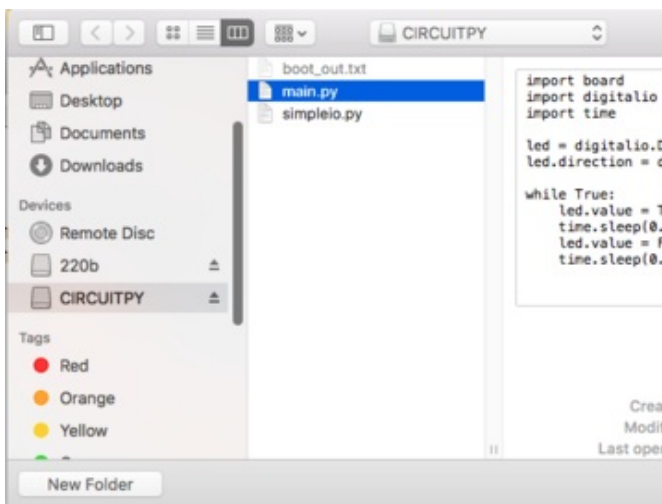 CIRCUITPY
Applications
Desktop
Documents
Downloads
Devices
Remote Disc
220b
CIRCUITPY
Tags
Red
Orange
Yellow
New Folder
boot_out.txt
main.py
simpleio.py
import board
import digitalio
import time
led = digitalio.D
led.direction = d
while True:
led.value = T
time.sleep(0.
led.value = F
time.sleep(0.
Crea
Modif
Last ope